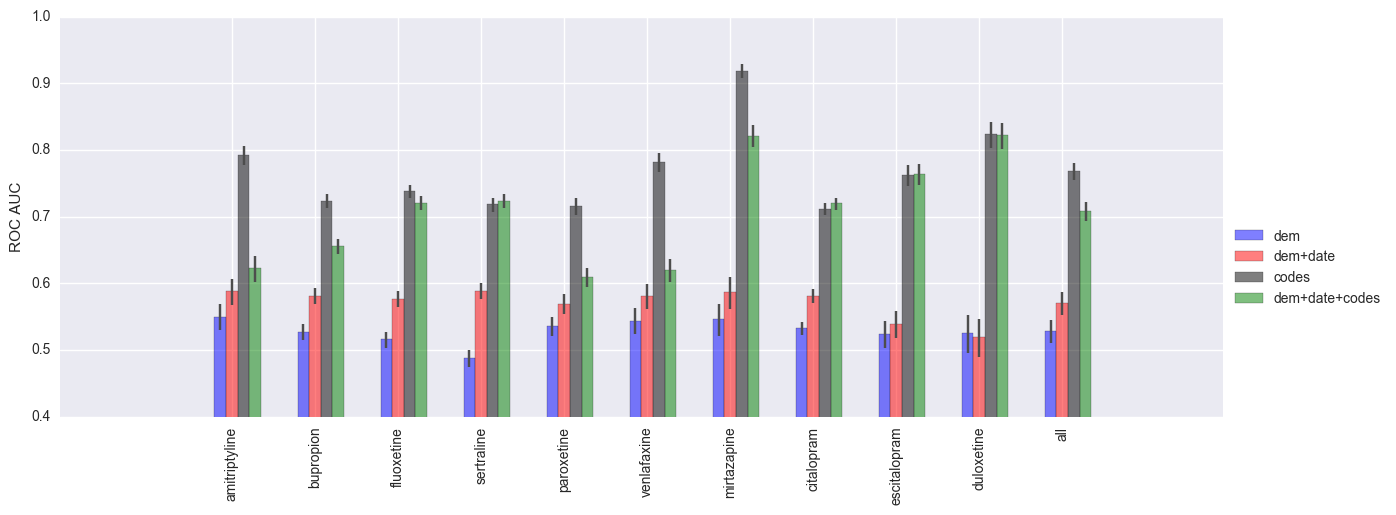 1.0
0.9
0.8
0.7
0.6
0.5
0.4
ROC AUC
amitriptyline
bupropion
fluoxetine
sertraline
paroxetine
venlafaxine
mirtazapine
citalopram
escitalopram
duloxetine
all
dem
dem+date
codes
dem+date+codes